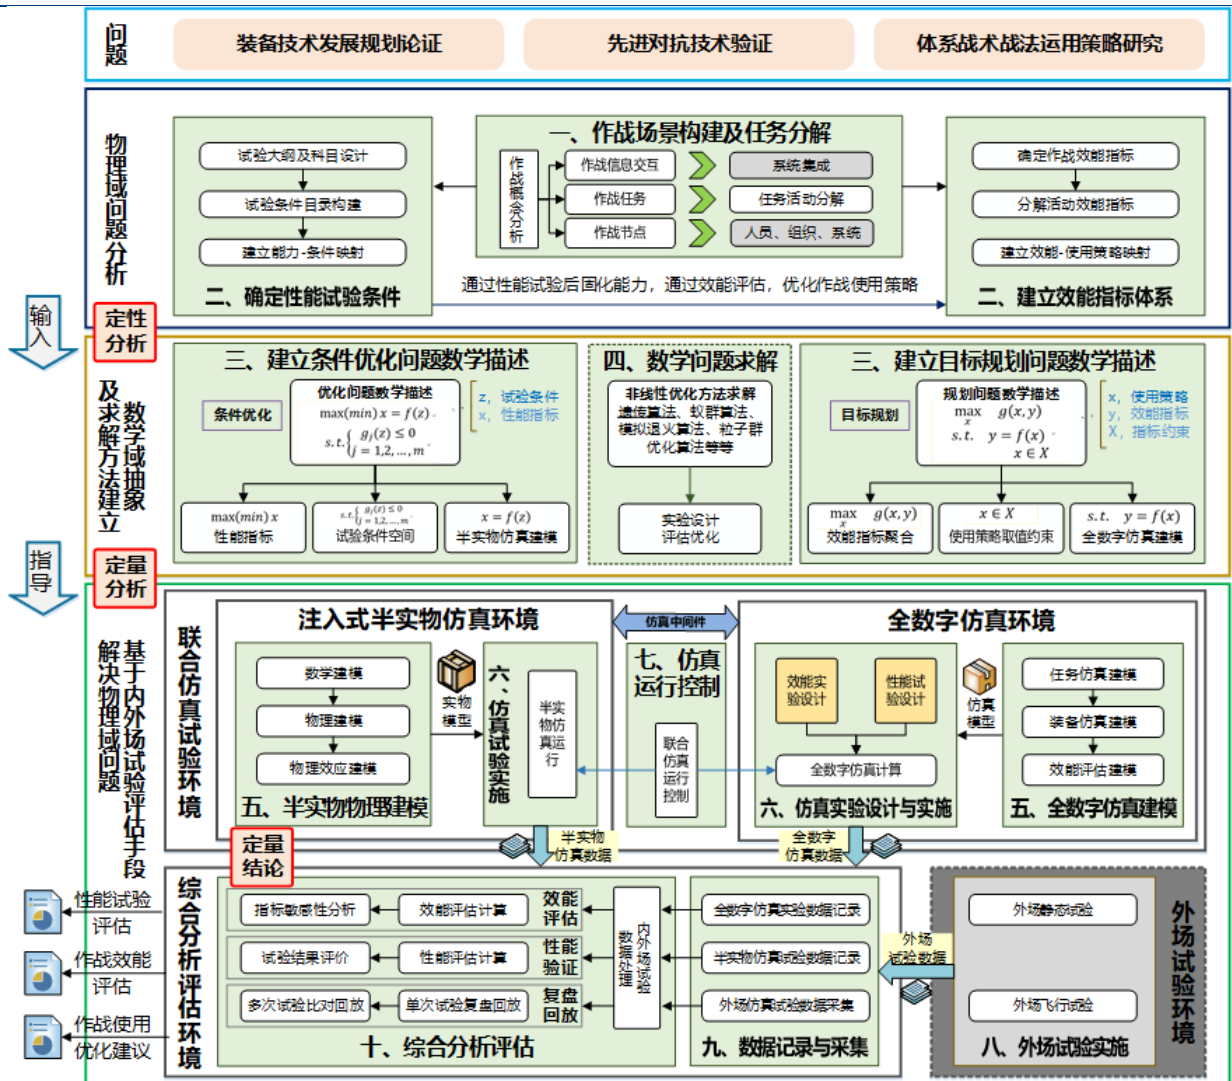 问题
装备技术发展规划论证
先进对抗技术验证
体系战术战法运用策略研究
物理域问题分析
试验大纲及科目设计
试验条件目录构建
建立能力-条件映射
二、确定性能试验条件
一、作战场景构建及任务分解
作战概念分析
作战信息交互
系统集成
作战任务
任务活动分解
作战节点
人员、组织、系统
通过性能试验后固化能力，通过效能评估，优化作战使用策略
确定作战效能指标
分解活动效能指标
建立效能-使用策略映射
二、建立效能指标体系
输入
定性
分析
数学域抽象
及求解方法建立
三、建立条件优化问题数学描述
条件优化
优化问题数学描述
max(min) x = f(z)
s.t. { g_j(z) ≤ 0
j = 1,2, ..., m
z，试验条件
x，性能指标
max(min) x
性能指标
s.t. { g_j(z) ≤ 0
j = 1,2, ..., m
试验条件空间
x = f(z)
半实物仿真建模
四、数学问题求解
非线性优化方法求解
遗传算法、蚁群算法、
模拟退火算法、粒子群
优化算法等等
实验设计
评估优化
三、建立目标规划问题数学描述
目标规划
规划问题数学描述
max g(x,y)
x
s.t. y = f(x)
x ∈ X
x，使用策略
y，效能指标
X，指标约束
max g(x,y)
x
效能指标聚合
x ∈ X
使用策略取值约束
s.t. y = f(x)
全数字仿真建模
指导
定量
分析
基于内外场试验评估手段
解决物理域问题
联合仿真试验环境
注入式半实物仿真环境
数学建模
物理建模
物理效应建模
五、半实物物理建模
实物
模型
六、仿真试验实施
半实物仿真运行
仿真中间件
七、仿真
运行控制
联合仿真运行控制
全数字仿真环境
效能实
验设计
性能试
验设计
全数字仿真计算
六、仿真实验设计与实施
仿真
模型
任务仿真建模
装备仿真建模
效能评估建模
五、全数字仿真建模
定量
结论
半实物
仿真数据
全数字
仿真数据
性能试验
评估
作战效能
评估
作战使用
优化建议
综合分析评估环境
指标敏感性分析
效能评估计算
效能
评估
试验结果评价
性能评估计算
性能
验证
多次试验比对回放
单次试验复盘回放
复盘
回放
十、综合分析评估
内外场试验
数据处理
全数字仿真实验数据记录
半实物仿真试验数据记录
外场仿真试验数据采集
九、数据记录与采集
外场
试验数据
外场静态试验
外场飞行试验
八、外场试验实施
外场试验环境